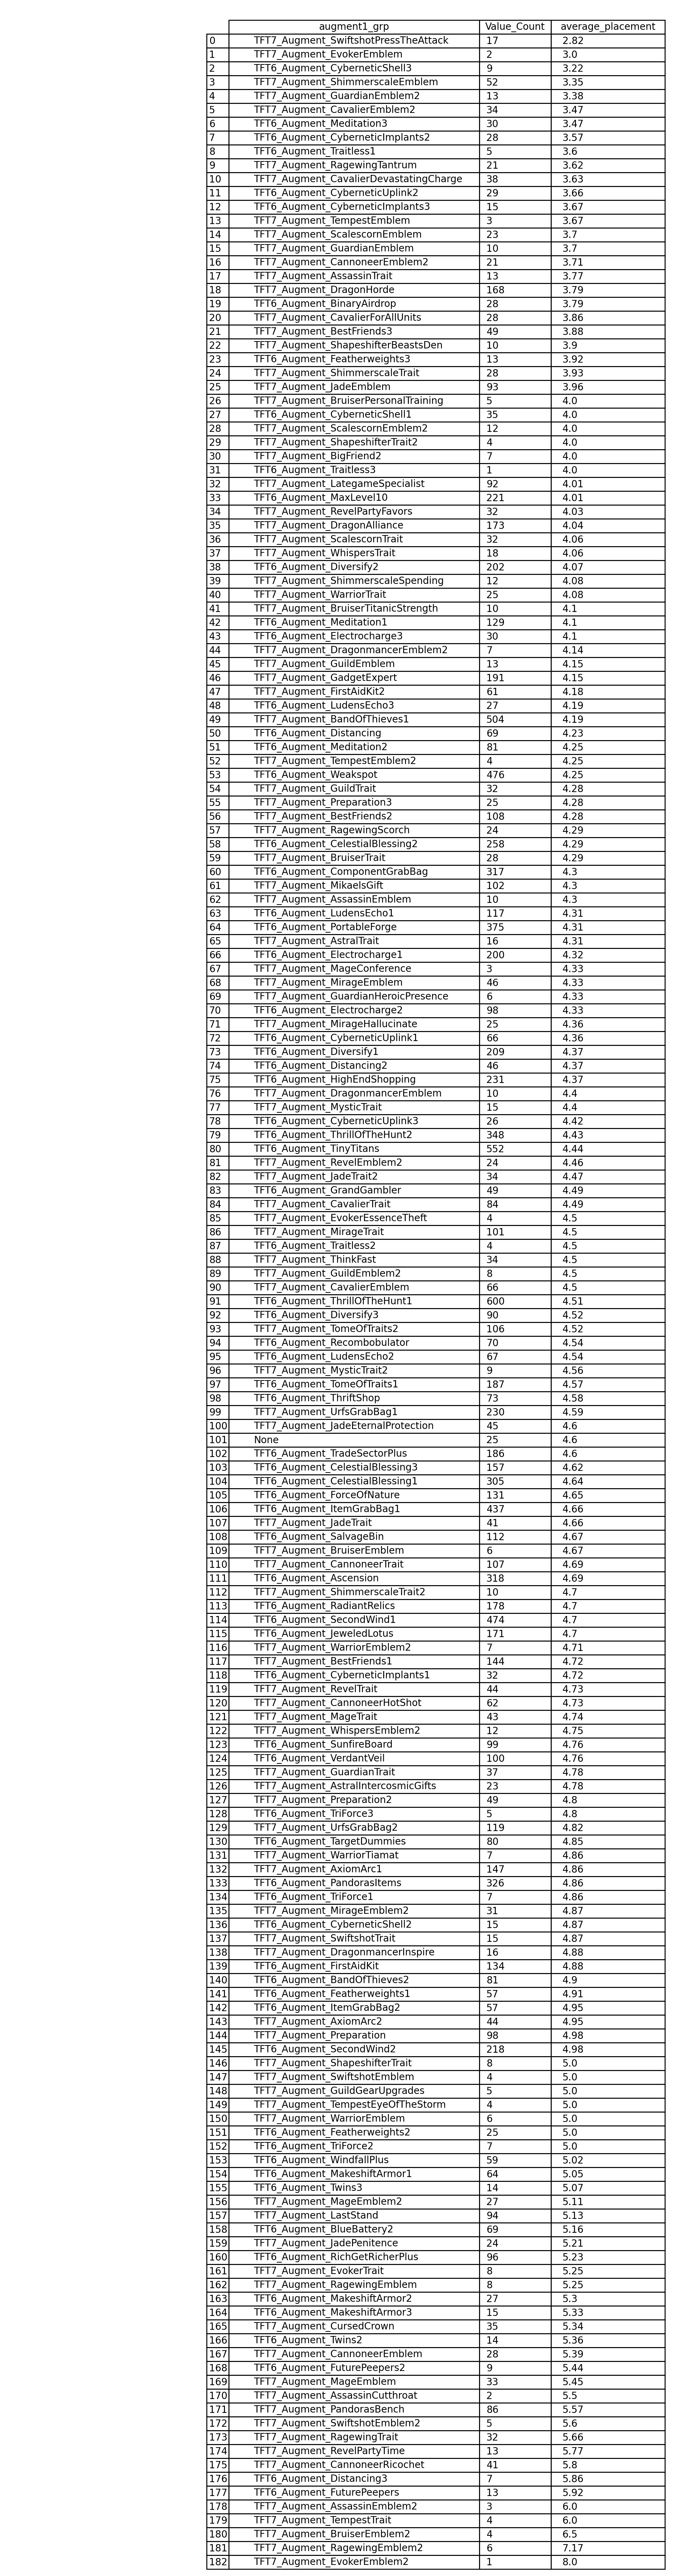 augment1_grp Value_Count average_placement
0 TFT7_Augment_SwiftshotPressTheAttack 17 2.82
1 TFT7_Augment_EvokerEmblem 2 3.0
2 TFT6_Augment_CyberneticShell3 9 3.22
3 TFT7_Augment_ShimmerscaleEmblem 52 3.35
4 TFT7_Augment_GuardianEmblem2 13 3.38
5 TFT7_Augment_CavalierEmblem2 34 3.47
6 TFT6_Augment_Meditation3 30 3.47
7 TFT6_Augment_CyberneticImplants2 28 3.57
8 TFT6_Augment_Traitless1 5 3.6
9 TFT7_Augment_RagewingTantrum 21 3.62
10 TFT7_Augment_CavalierDevastatingCharge 38 3.63
11 TFT6_Augment_CyberneticUplink2 29 3.66
12 TFT6_Augment_CyberneticImplants3 15 3.67
13 TFT7_Augment_TempestEmblem 3 3.67
14 TFT7_Augment_ScalescornEmblem 23 3.7
15 TFT7_Augment_GuardianEmblem 10 3.7
16 TFT7_Augment_CannoneerEmblem2 21 3.71
17 TFT7_Augment_AssassinTrait 13 3.77
18 TFT7_Augment_DragonHorde 168 3.79
19 TFT6_Augment_BinaryAirdrop 28 3.79
20 TFT7_Augment_CavalierForAllUnits 28 3.86
21 TFT7_Augment_BestFriends3 49 3.88
22 TFT7_Augment_ShapeshifterBeastsDen 10 3.9
23 TFT6_Augment_Featherweights3 13 3.92
24 TFT7_Augment_ShimmerscaleTrait 28 3.93
25 TFT7_Augment_JadeEmblem 93 3.96
26 TFT7_Augment_BruiserPersonalTraining 5 4.0
27 TFT6_Augment_CyberneticShell1 35 4.0
28 TFT7_Augment_ScalescornEmblem2 12 4.0
29 TFT7_Augment_ShapeshifterTrait2 4 4.0
30 TFT7_Augment_BigFriend2 7 4.0
31 TFT6_Augment_Traitless3 1 4.0
32 TFT7_Augment_LategameSpecialist 92 4.01
33 TFT6_Augment_MaxLevel10 221 4.01
34 TFT7_Augment_RevelPartyFavors 32 4.03
35 TFT7_Augment_DragonAlliance 173 4.04
36 TFT7_Augment_ScalescornTrait 32 4.06
37 TFT7_Augment_WhispersTrait 18 4.06
38 TFT6_Augment_Diversify2 202 4.07
39 TFT7_Augment_ShimmerscaleSpending 12 4.08
40 TFT7_Augment_WarriorTrait 25 4.08
41 TFT7_Augment_BruiserTitanicStrength 10 4.1
42 TFT6_Augment_Meditation1 129 4.1
43 TFT6_Augment_Electrocharge3 30 4.1
44 TFT7_Augment_DragonmancerEmblem2 7 4.14
45 TFT7_Augment_GuildEmblem 13 4.15
46 TFT7_Augment_GadgetExpert 191 4.15
47 TFT7_Augment_FirstAidKit2 61 4.18
48 TFT6_Augment_LudensEcho3 27 4.19
49 TFT7_Augment_BandOfThieves1 504 4.19
50 TFT6_Augment_Distancing 69 4.23
51 TFT6_Augment_Meditation2 81 4.25
52 TFT7_Augment_TempestEmblem2 4 4.25
53 TFT6_Augment_Weakspot 476 4.25
54 TFT7_Augment_GuildTrait 32 4.28
55 TFT7_Augment_Preparation3 25 4.28
56 TFT7_Augment_BestFriends2 108 4.28
57 TFT7_Augment_RagewingScorch 24 4.29
58 TFT6_Augment_CelestialBlessing2 258 4.29
59 TFT7_Augment_BruiserTrait 28 4.29
60 TFT6_Augment_ComponentGrabBag 317 4.3
61 TFT7_Augment_MikaelsGift 102 4.3
62 TFT7_Augment_AssassinEmblem 10 4.3
63 TFT6_Augment_LudensEcho1 117 4.31
64 TFT6_Augment_PortableForge 375 4.31
65 TFT7_Augment_AstralTrait 16 4.31
66 TFT6_Augment_Electrocharge1 200 4.32
67 TFT7_Augment_MageConference 3 4.33
68 TFT7_Augment_MirageEmblem 46 4.33
69 TFT7_Augment_GuardianHeroicPresence 6 4.33
70 TFT6_Augment_Electrocharge2 98 4.33
71 TFT7_Augment_MirageHallucinate 25 4.36
72 TFT6_Augment_CyberneticUplink1 66 4.36
73 TFT6_Augment_Diversify1 209 4.37
74 TFT6_Augment_Distancing2 46 4.37
75 TFT6_Augment_HighEndShopping 231 4.37
76 TFT7_Augment_DragonmancerEmblem 10 4.4
77 TFT7_Augment_MysticTrait 15 4.4
78 TFT6_Augment_CyberneticUplink3 26 4.42
79 TFT6_Augment_ThrillOfTheHunt2 348 4.43
80 TFT6_Augment_TinyTitans 552 4.44
81 TFT7_Augment_RevelEmblem2 24 4.46
82 TFT7_Augment_JadeTrait2 34 4.47
83 TFT6_Augment_GrandGambler 49 4.49
84 TFT7_Augment_CavalierTrait 84 4.49
85 TFT7_Augment_EvokerEssenceTheft 4 4.5
86 TFT7_Augment_MirageTrait 101 4.5
87 TFT6_Augment_Traitless2 4 4.5
88 TFT7_Augment_ThinkFast 34 4.5
89 TFT7_Augment_GuildEmblem2 8 4.5
90 TFT7_Augment_CavalierEmblem 66 4.5
91 TFT6_Augment_ThrillOfTheHunt1 600 4.51
92 TFT6_Augment_Diversify3 90 4.52
93 TFT7_Augment_TomeOfTraits2 106 4.52
94 TFT6_Augment_Recombobulator 70 4.54
95 TFT6_Augment_LudensEcho2 67 4.54
96 TFT7_Augment_MysticTrait2 9 4.56
97 TFT6_Augment_TomeOfTraits1 187 4.57
98 TFT6_Augment_ThriftShop 73 4.58
99 TFT7_Augment_UrfsGrabBag1 230 4.59
100 TFT7_Augment_JadeEternalProtection 45 4.6
101 None 25 4.6
102 TFT6_Augment_TradeSectorPlus 186 4.6
103 TFT6_Augment_CelestialBlessing3 157 4.62
104 TFT6_Augment_CelestialBlessing1 305 4.64
105 TFT6_Augment_ForceOfNature 131 4.65
106 TFT6_Augment_ItemGrabBag1 437 4.66
107 TFT7_Augment_JadeTrait 41 4.66
108 TFT6_Augment_SalvageBin 112 4.67
109 TFT7_Augment_BruiserEmblem 6 4.67
110 TFT7_Augment_CannoneerTrait 107 4.69
111 TFT6_Augment_Ascension 318 4.69
112 TFT7_Augment_ShimmerscaleTrait2 10 4.7
113 TFT6_Augment_RadiantRelics 178 4.7
114 TFT6_Augment_SecondWind1 474 4.7
115 TFT7_Augment_JeweledLotus 171 4.7
116 TFT7_Augment_WarriorEmblem2 7 4.71
117 TFT7_Augment_BestFriends1 144 4.72
118 TFT6_Augment_CyberneticImplants1 32 4.72
119 TFT7_Augment_RevelTrait 44 4.73
120 TFT7_Augment_CannoneerHotShot 62 4.73
121 TFT7_Augment_MageTrait 43 4.74
122 TFT7_Augment_WhispersEmblem2 12 4.75
123 TFT6_Augment_SunfireBoard 99 4.76
124 TFT6_Augment_VerdantVeil 100 4.76
125 TFT7_Augment_GuardianTrait 37 4.78
126 TFT7_Augment_AstralIntercosmicGifts 23 4.78
127 TFT7_Augment_Preparation2 49 4.8
128 TFT6_Augment_TriForce3 5 4.8
129 TFT7_Augment_UrfsGrabBag2 119 4.82
130 TFT6_Augment_TargetDummies 80 4.85
131 TFT7_Augment_WarriorTiamat 7 4.86
132 TFT7_Augment_AxiomArc1 147 4.86
133 TFT6_Augment_PandorasItems 326 4.86
134 TFT6_Augment_TriForce1 7 4.86
135 TFT7_Augment_MirageEmblem2 31 4.87
136 TFT6_Augment_CyberneticShell2 15 4.87
137 TFT7_Augment_SwiftshotTrait 15 4.87
138 TFT7_Augment_DragonmancerInspire 16 4.88
139 TFT6_Augment_FirstAidKit 134 4.88
140 TFT6_Augment_BandOfThieves2 81 4.9
141 TFT6_Augment_Featherweights1 57 4.91
142 TFT6_Augment_ItemGrabBag2 57 4.95
143 TFT7_Augment_AxiomArc2 44 4.95
144 TFT7_Augment_Preparation 98 4.98
145 TFT6_Augment_SecondWind2 218 4.98
146 TFT7_Augment_ShapeshifterTrait 8 5.0
147 TFT7_Augment_SwiftshotEmblem 4 5.0
148 TFT7_Augment_GuildGearUpgrades 5 5.0
149 TFT7_Augment_TempestEyeOfTheStorm 4 5.0
150 TFT7_Augment_WarriorEmblem 6 5.0
151 TFT6_Augment_Featherweights2 25 5.0
152 TFT6_Augment_TriForce2 7 5.0
153 TFT6_Augment_WindfallPlus 59 5.02
154 TFT6_Augment_MakeshiftArmor1 64 5.05
155 TFT6_Augment_Twins3 14 5.07
156 TFT7_Augment_MageEmblem2 27 5.11
157 TFT7_Augment_LastStand 94 5.13
158 TFT6_Augment_BlueBattery2 69 5.16
159 TFT7_Augment_JadePenitence 24 5.21
160 TFT6_Augment_RichGetRicherPlus 96 5.23
161 TFT7_Augment_EvokerTrait 8 5.25
162 TFT7_Augment_RagewingEmblem 8 5.25
163 TFT6_Augment_MakeshiftArmor2 27 5.3
164 TFT6_Augment_MakeshiftArmor3 15 5.33
165 TFT7_Augment_CursedCrown 35 5.34
166 TFT6_Augment_Twins2 14 5.36
167 TFT7_Augment_CannoneerEmblem 28 5.39
168 TFT6_Augment_FuturePeepers2 9 5.44
169 TFT7_Augment_MageEmblem 33 5.45
170 TFT7_Augment_AssassinCutthroat 2 5.5
171 TFT7_Augment_PandorasBench 86 5.57
172 TFT7_Augment_SwiftshotEmblem2 5 5.6
173 TFT7_Augment_RagewingTrait 32 5.66
174 TFT7_Augment_RevelPartyTime 13 5.77
175 TFT7_Augment_CannoneerRicochet 41 5.8
176 TFT6_Augment_Distancing3 7 5.86
177 TFT6_Augment_FuturePeepers 13 5.92
178 TFT7_Augment_AssassinEmblem2 3 6.0
179 TFT7_Augment_TempestTrait 4 6.0
180 TFT7_Augment_BruiserEmblem2 4 6.5
181 TFT7_Augment_RagewingEmblem2 6 7.17
182 TFT7_Augment_EvokerEmblem2 1 8.0